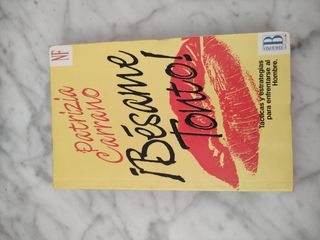 NF
B
Patrizia
Carrano
¡Bésame
Tonto!
Tácticas y estrategias
para enfrentarse al
Hombre.